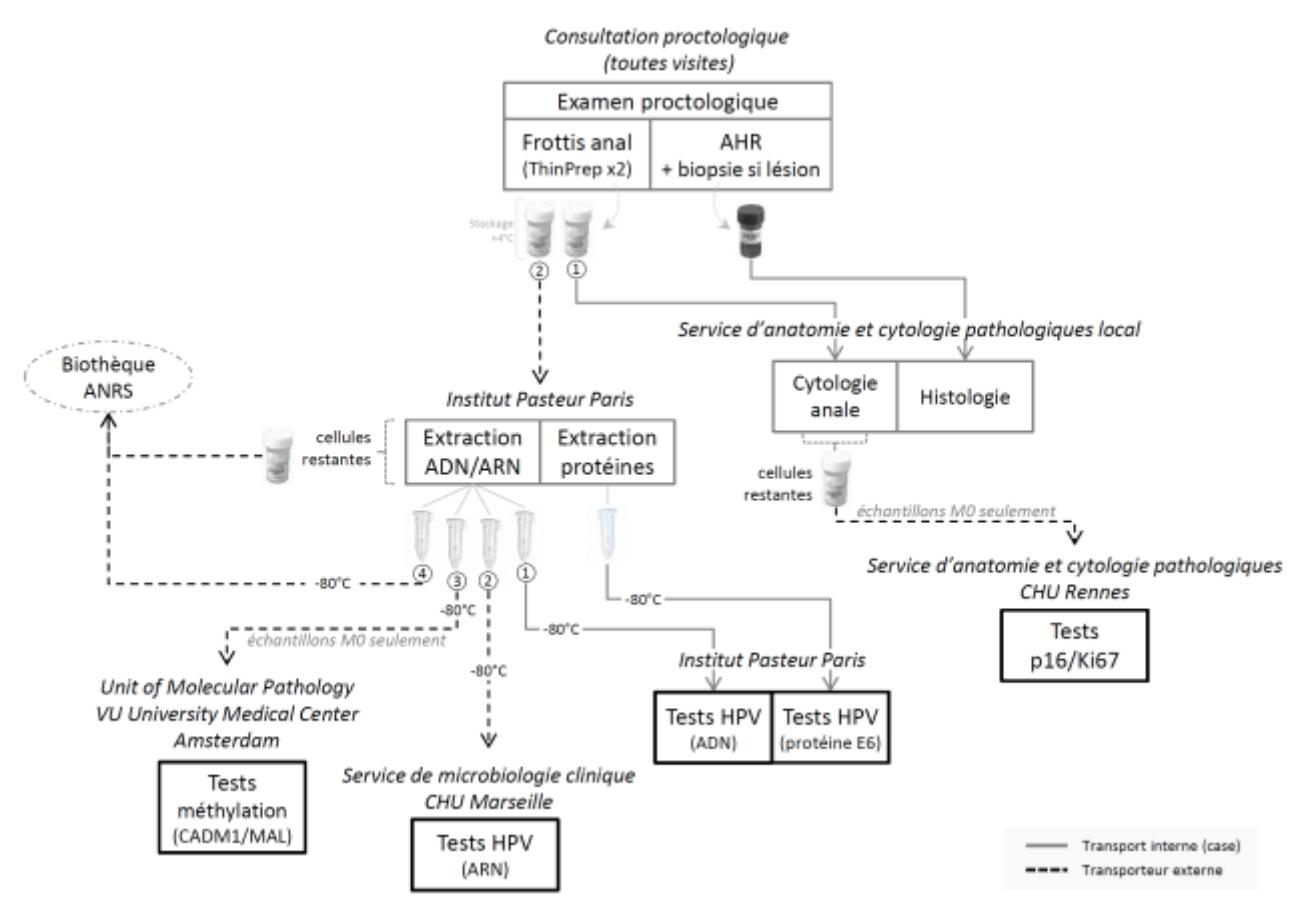 Consultation proctologique
(toutes visites)
Examen proctologique
Frottis anal
(ThinPrep x2)
AHR
+ biopsie si lésion
Stockage
+4°C
②
①
Service d'anatomie et cytologie pathologiques local
Cytologie
anale
Histologie
Biothèque
ANRS
Institut Pasteur Paris
cellules
restantes
Extraction
ADN/ARN
Extraction
protéines
cellules
restantes
échantillons M0 seulement
④
③
②
①
-80°C
-80°C
-80°C
-80°C
-80°C
échantillons M0 seulement
Service d'anatomie et cytologie pathologiques
CHU Rennes
Tests
p16/Ki67
Institut Pasteur Paris
Tests HPV
(ADN)
Tests HPV
(protéine E6)
Unit of Molecular Pathology
VU University Medical Center
Amsterdam
Tests
méthylation
(CADM1/MAL)
Service de microbiologie clinique
CHU Marseille
Tests HPV
(ARN)
Transport interne (case)
Transporteur externe